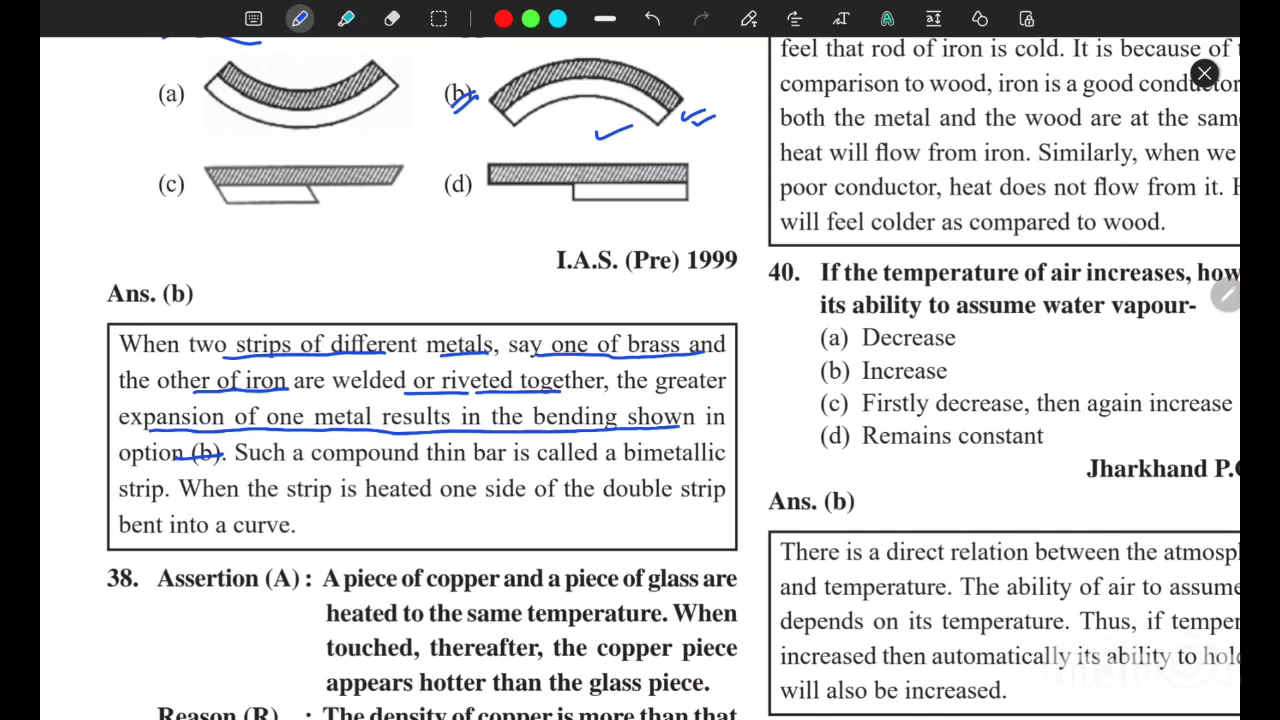 (a)
(b)
(c)
(d)
I.A.S. (Pre) 1999
Ans. (b)
When two strips of different metals, say one of brass and
the other of iron are welded or riveted together, the greater
expansion of one metal results in the bending shown in
option (b). Such a compound thin bar is called a bimetallic
strip. When the strip is heated one side of the double strip
bent into a curve.
38. Assertion (A) : A piece of copper and a piece of glass are
heated to the same temperature. When
touched, thereafter, the copper piece
appears hotter than the glass piece.
Reason (R) : The density of copper is more than that
feel that rod of iron is cold. It is because of
comparison to wood, iron is a good conductor
both the metal and the wood are at the sam
heat will flow from iron. Similarly, when we
poor conductor, heat does not flow from it.
will feel colder as compared to wood.
40. If the temperature of air increases, how
its ability to assume water vapour-
(a) Decrease
(b) Increase
(c) Firstly decrease, then again increase
(d) Remains constant
Jharkhand P.
Ans. (b)
There is a direct relation between the atmosp
and temperature. The ability of air to assume
depends on its temperature. Thus, if temper
increased then automatically its ability to hol
will also be increased.